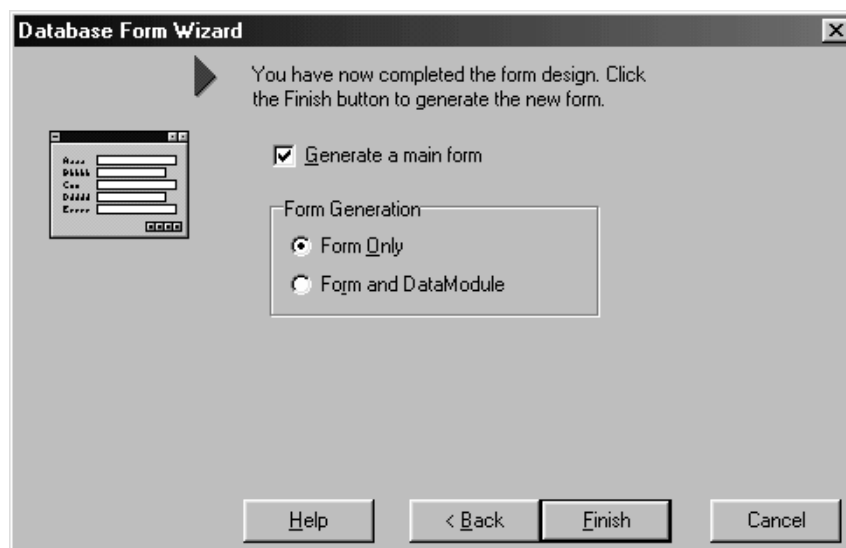 Database Form Wizard
You have now completed the form design. Click
the Finish button to generate the new form.
Generate a main form
Form Generation
Form Only
Form and DataModule
Help
< Back
Finish
Cancel